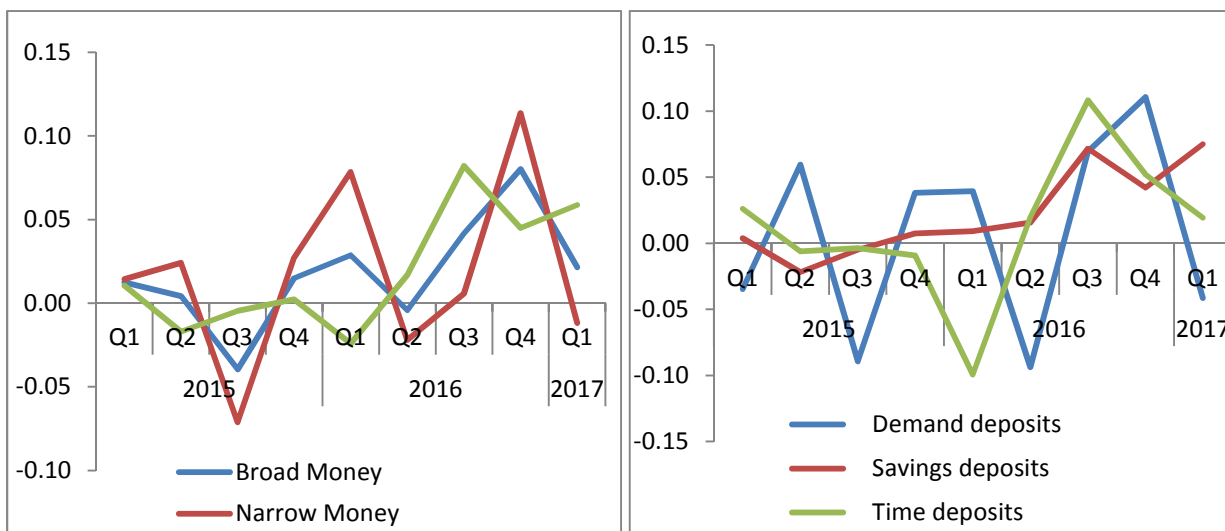 0.15
0.10
0.05
0.00
-0.05
-0.10
Q1 Q2 Q3 Q4 Q1 Q2 Q3 Q4 Q1
2015 2016 2017
Broad Money
Narrow Money
0.15
0.10
0.05
0.00
-0.05
-0.10
-0.15
Q1 Q2 Q3 Q4 Q1 Q2 Q3 Q4 Q1
2015 2016 2017
Demand deposits
Savings deposits
Time deposits